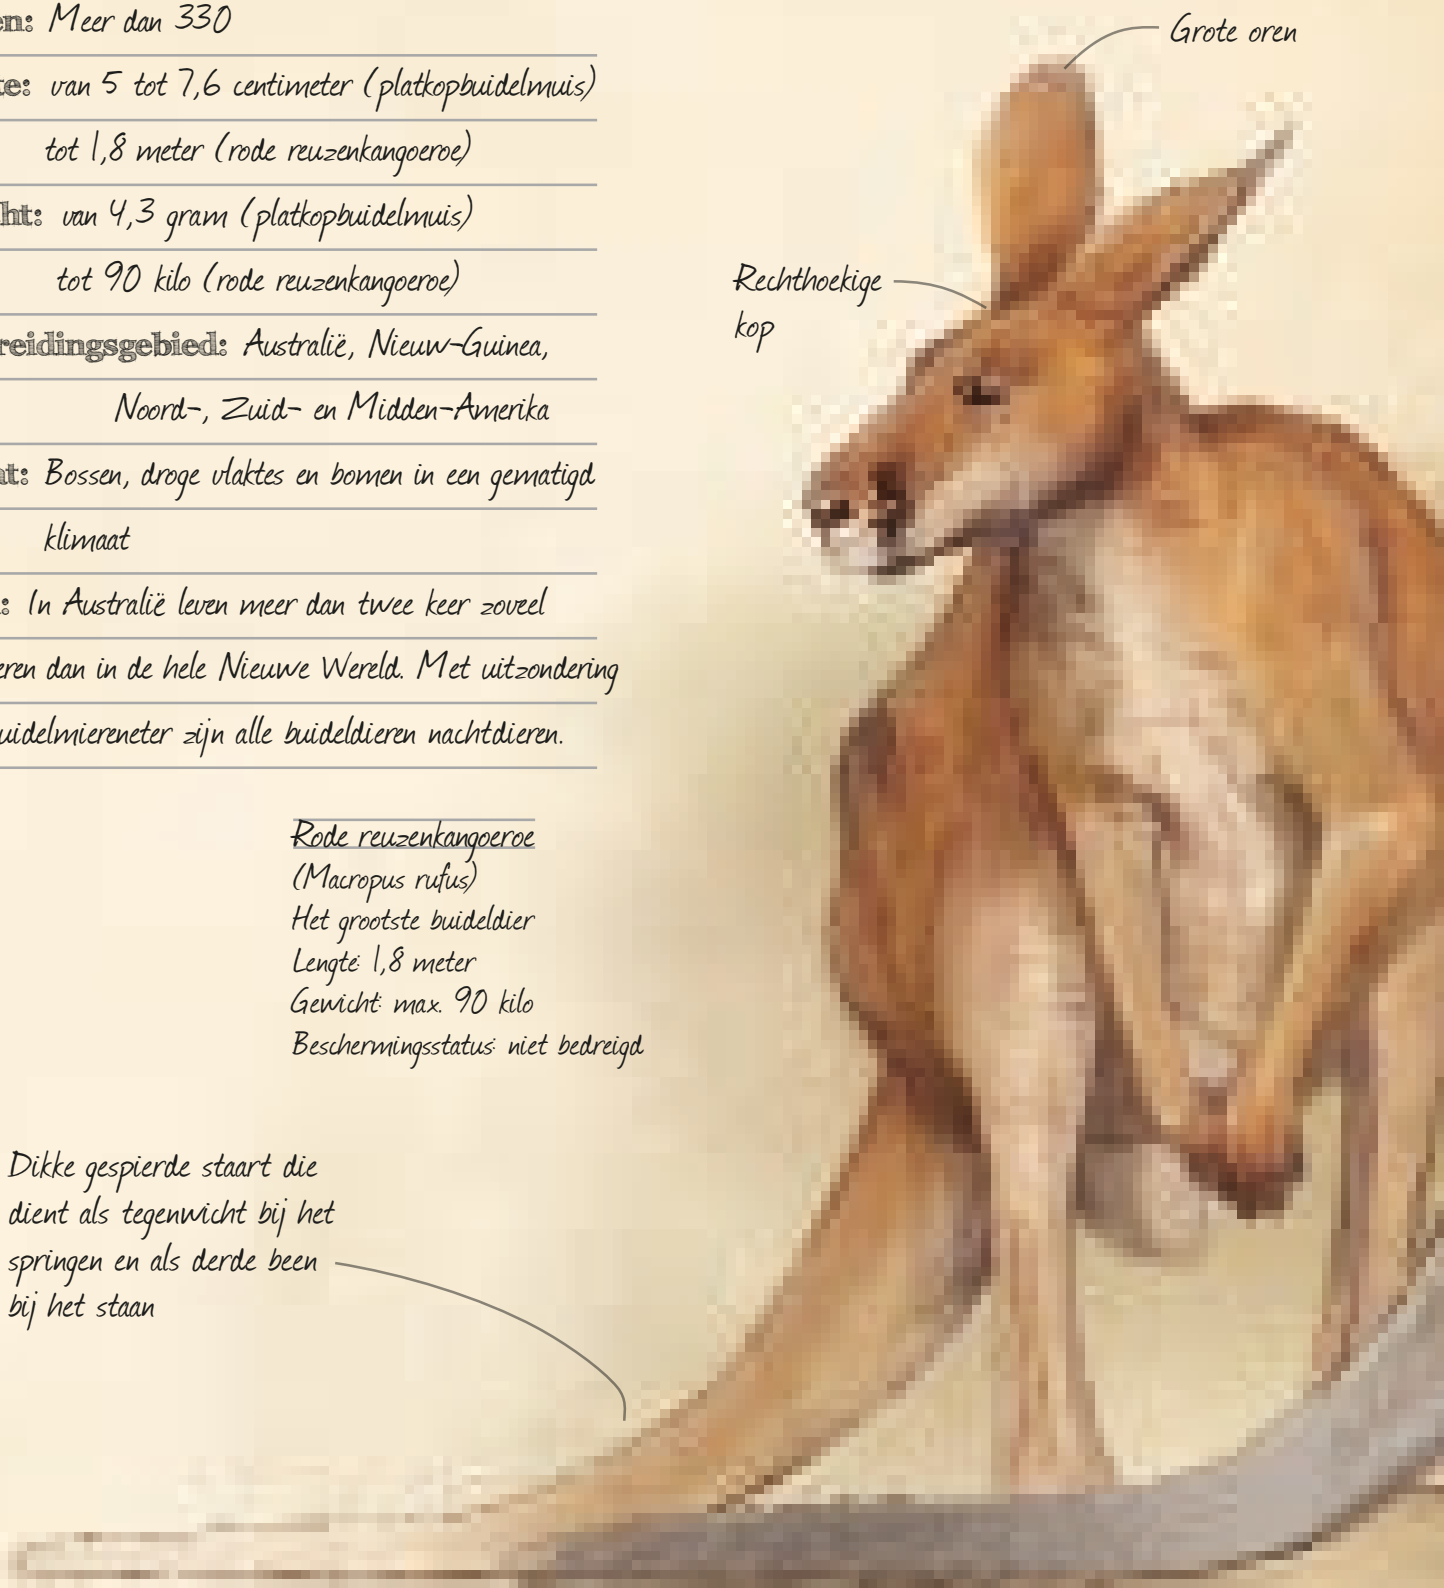 en: Meer dan 330
te: van 5 tot 7,6 centimeter (platkopbuidelmuis)
tot 1,8 meter (rode reuzenkangoeroe)
ht: van 4,3 gram (platkopbuidelmuis)
tot 90 kilo (rode reuzenkangoeroe)
reidingsgebied: Australië, Nieuw-Guinea,
Noord-, Zuid- en Midden-Amerika
at: Bossen, droge vlaktes en bomen in een gematigd
klimaat
: In Australië leven meer dan twee keer zoveel
eren dan in de hele Nieuwe Wereld. Met uitzondering
uidelmiereneter zijn alle buideldieren nachtdieren.
Grote oren
Rechthoekige
kop
Rode reuzenkangoeroe
(Macropus rufus)
Het grootste buideldier
Lengte: 1,8 meter
Gewicht: max. 90 kilo
Beschermingsstatus: niet bedreigd
Dikke gespierde staart die
dient als tegenwicht bij het
springen en als derde been
bij het staan